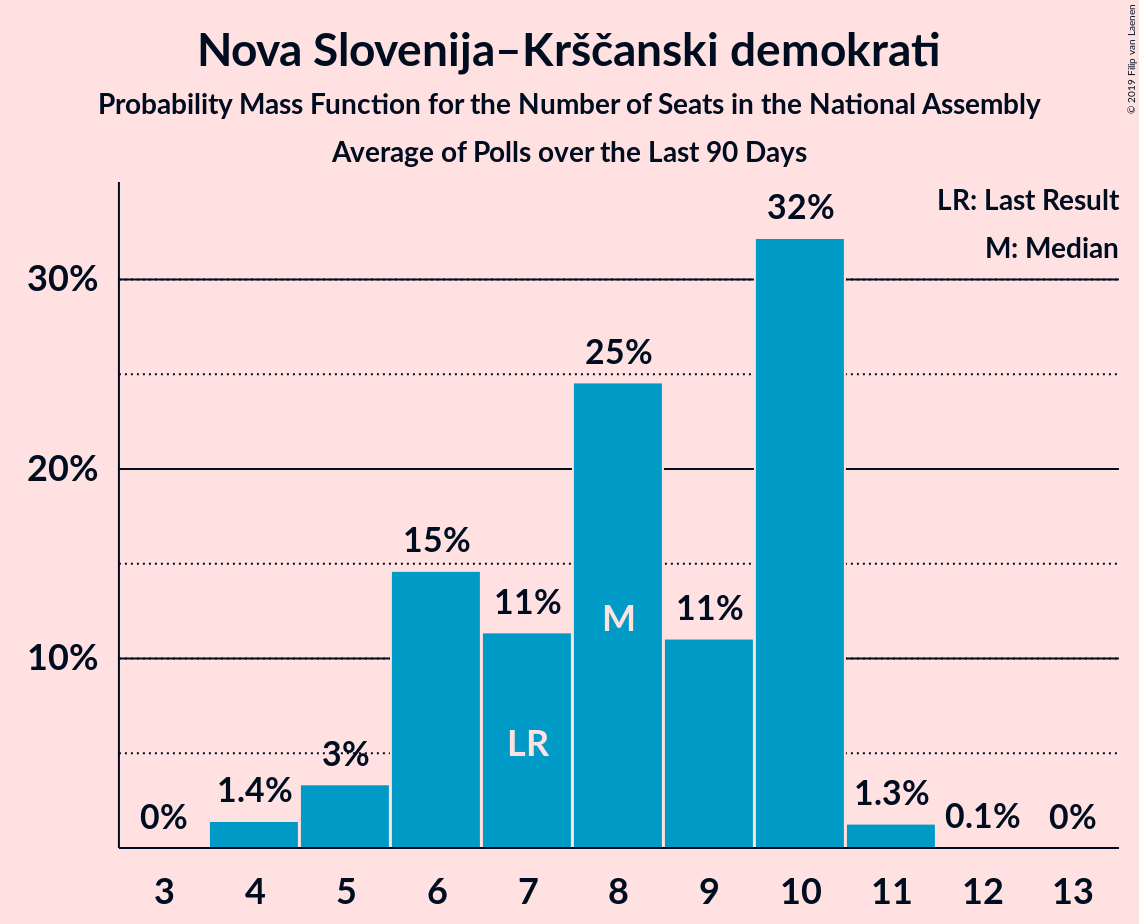 Nova Slovenija–Krščanski demokrati
Probability Mass Function for the Number of Seats in the National Assembly
Average of Polls over the Last 90 Days
© 2019 Filip van Laenen
LR: Last Result
M: Median
30%
20%
10%
0%
1.4%
3%
15%
11%
25%
11%
32%
1.3%
0.1%
0%
LR
M
3 4 5 6 7 8 9 10 11 12 13